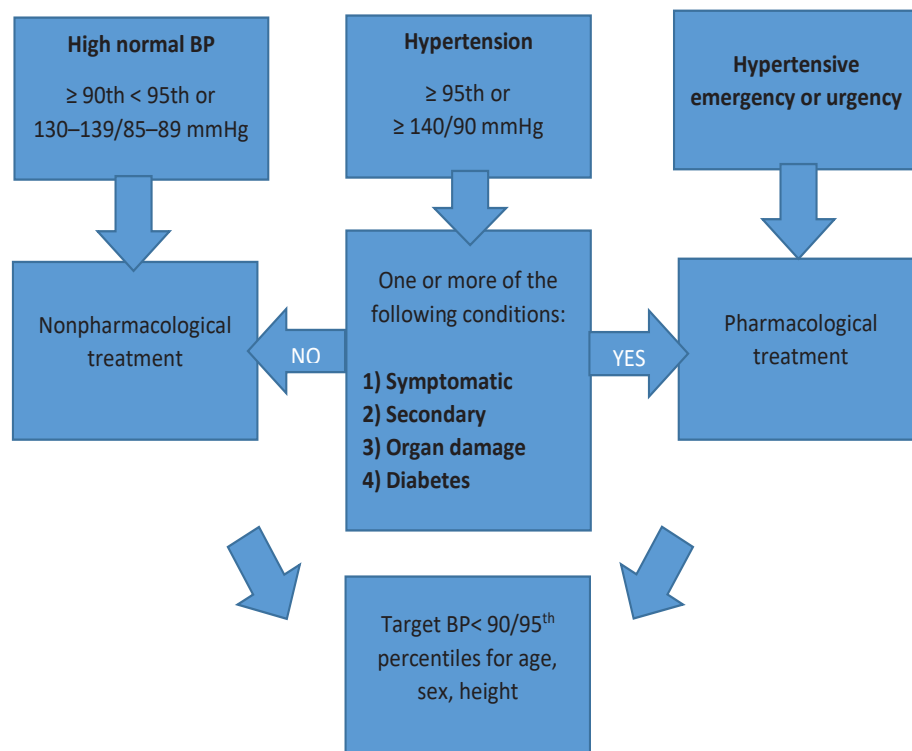 High normal BP
≥ 90th < 95th or
130–139/85–89 mmHg
Hypertension
≥ 95th or
≥ 140/90 mmHg
Hypertensive
emergency or urgency
Nonpharmacological
treatment
NO
One or more of the
following conditions:
1) Symptomatic
2) Secondary
3) Organ damage
4) Diabetes
YES
Pharmacological
treatment
Target BP< 90/95th
percentiles for age,
sex, height